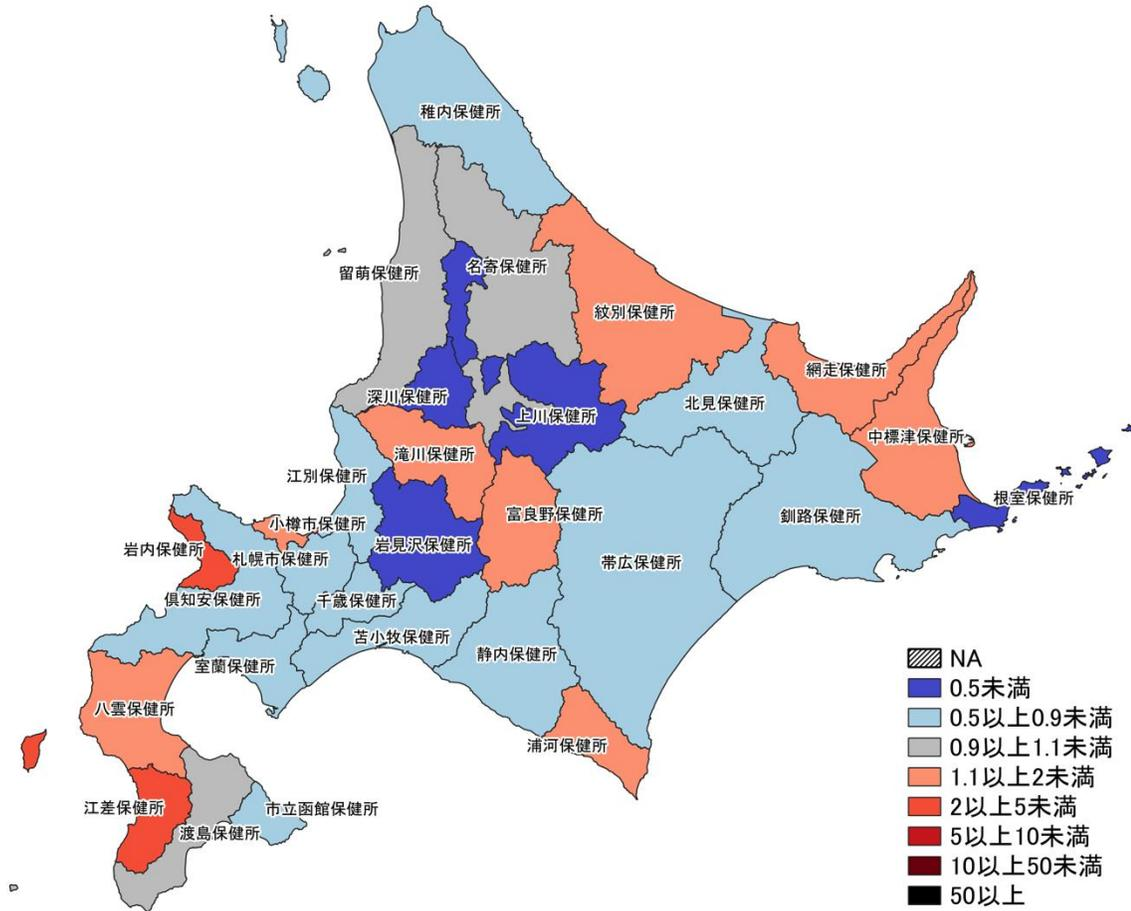 稚内保健所
名寄保健所
留萌保健所
紋別保健所
網走保健所
深川保健所
上川保健所
北見保健所
中標津保健所
滝川保健所
江別保健所
根室保健所
富良野保健所
釧路保健所
小樽市保健所
岩見沢保健所
岩内保健所
札幌市保健所
帯広保健所
倶知安保健所
千歳保健所
苫小牧保健所
静内保健所
室蘭保健所
八雲保健所
浦河保健所
江差保健所
市立函館保健所
渡島保健所
NA
0.5未満
0.5以上0.9未満
0.9以上1.1未満
1.1以上2未満
2以上5未満
5以上10未満
10以上50未満
50以上